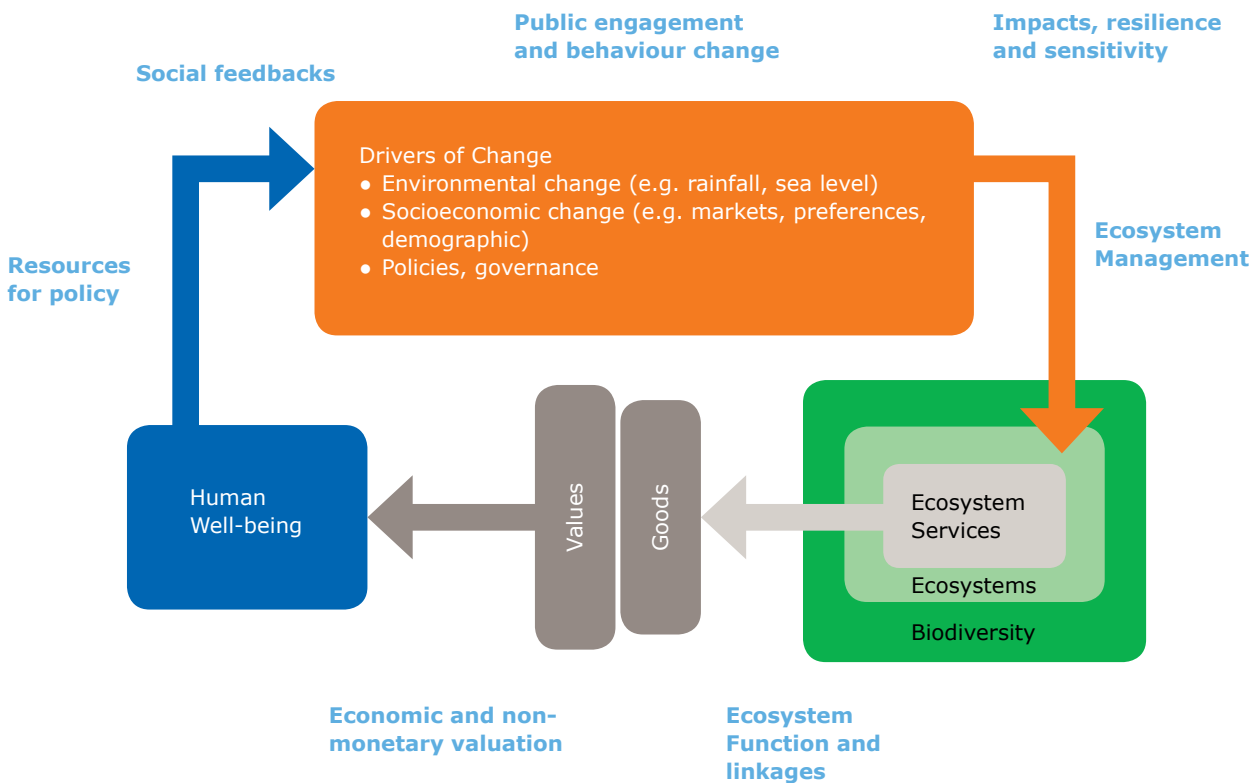 Public engagement
and behaviour change
Impacts, resilience
and sensitivity
Social feedbacks
Drivers of Change
● Environmental change (e.g. rainfall, sea level)
● Socioeconomic change (e.g. markets, preferences,
demographic)
● Policies, governance
Ecosystem
Management
Resources
for policy
Human
Well-being
Values
Goods
Ecosystem
Services
Ecosystems
Biodiversity
Economic and non-
monetary valuation
Ecosystem
Function and
linkages